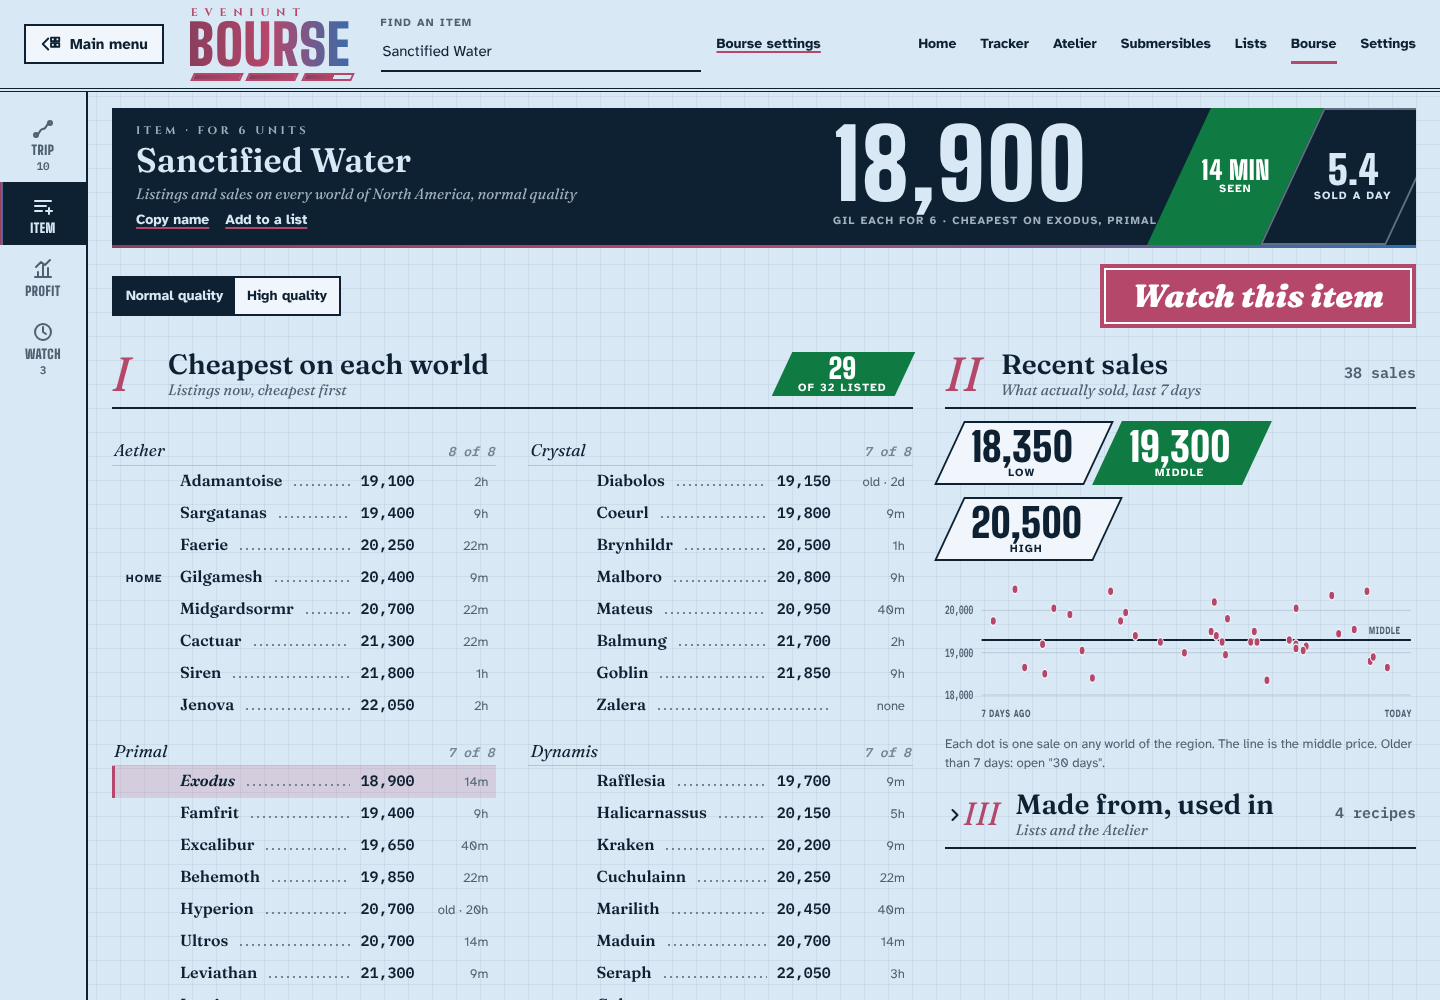 Main menu
EVENIUNT
BOURSE
FIND AN ITEM
Sanctified Water
Bourse settings
Home
Tracker
Atelier
Submersibles
Lists
Bourse
Settings
TRIP
10
ITEM
PROFIT
WATCH
3
ITEM · FOR 6 UNITS
Sanctified Water
Listings and sales on every world of North America, normal quality
Copy name
Add to a list
18,900
GIL EACH FOR 6 · CHEAPEST ON EXODUS, PRIMAL
14 MIN
SEEN
5.4
SOLD A DAY
Normal quality
High quality
Watch this item
I
Cheapest on each world
Listings now, cheapest first
29
OF 32 LISTED
Aether 8 of 8
Adamantoise 19,100 2h
Sargatanas 19,400 9h
Faerie 20,250 22m
HOME Gilgamesh 20,400 9m
Midgardsormr 20,700 22m
Cactuar 21,300 22m
Siren 21,800 1h
Jenova 22,050 2h
Crystal 7 of 8
Diabolos 19,150 old · 2d
Coeurl 19,800 9m
Brynhildr 20,500 1h
Malboro 20,800 9h
Mateus 20,950 40m
Balmung 21,700 2h
Goblin 21,850 9h
Zalera none
Primal 7 of 8
Exodus 18,900 14m
Famfrit 19,400 9h
Excalibur 19,650 40m
Behemoth 19,850 22m
Hyperion 20,700 old · 20h
Ultros 20,700 14m
Leviathan 21,300 9m
Dynamis 7 of 8
Rafflesia 19,700 9m
Halicarnassus 20,150 5h
Kraken 20,200 9m
Cuchulainn 20,250 22m
Marilith 20,450 40m
Maduin 20,700 14m
Seraph 22,050 3h
II
Recent sales
What actually sold, last 7 days
38 sales
18,350
LOW
19,300
MIDDLE
20,500
HIGH
20,000
MIDDLE
19,000
18,000
7 DAYS AGO
TODAY
Each dot is one sale on any world of the region. The line is the middle price. Older
than 7 days: open "30 days".
III
Made from, used in
Lists and the Atelier
4 recipes